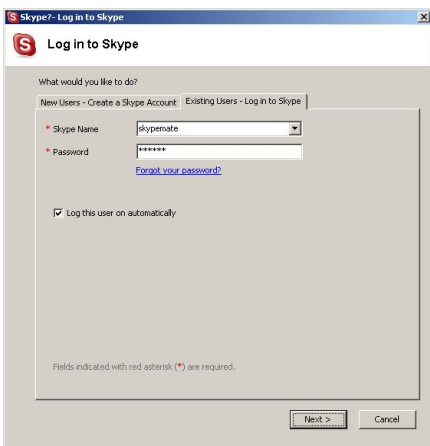 Skype?- Log in to Skype
Log in to Skype
What would you like to do?
New Users - Create a Skype Account
Existing Users - Log in to Skype
* Skype Name
skypemate
* Password
******
Forgot your password?
Log this user on automatically
Fields indicated with red asterisk (*) are required.
Next >
Cancel